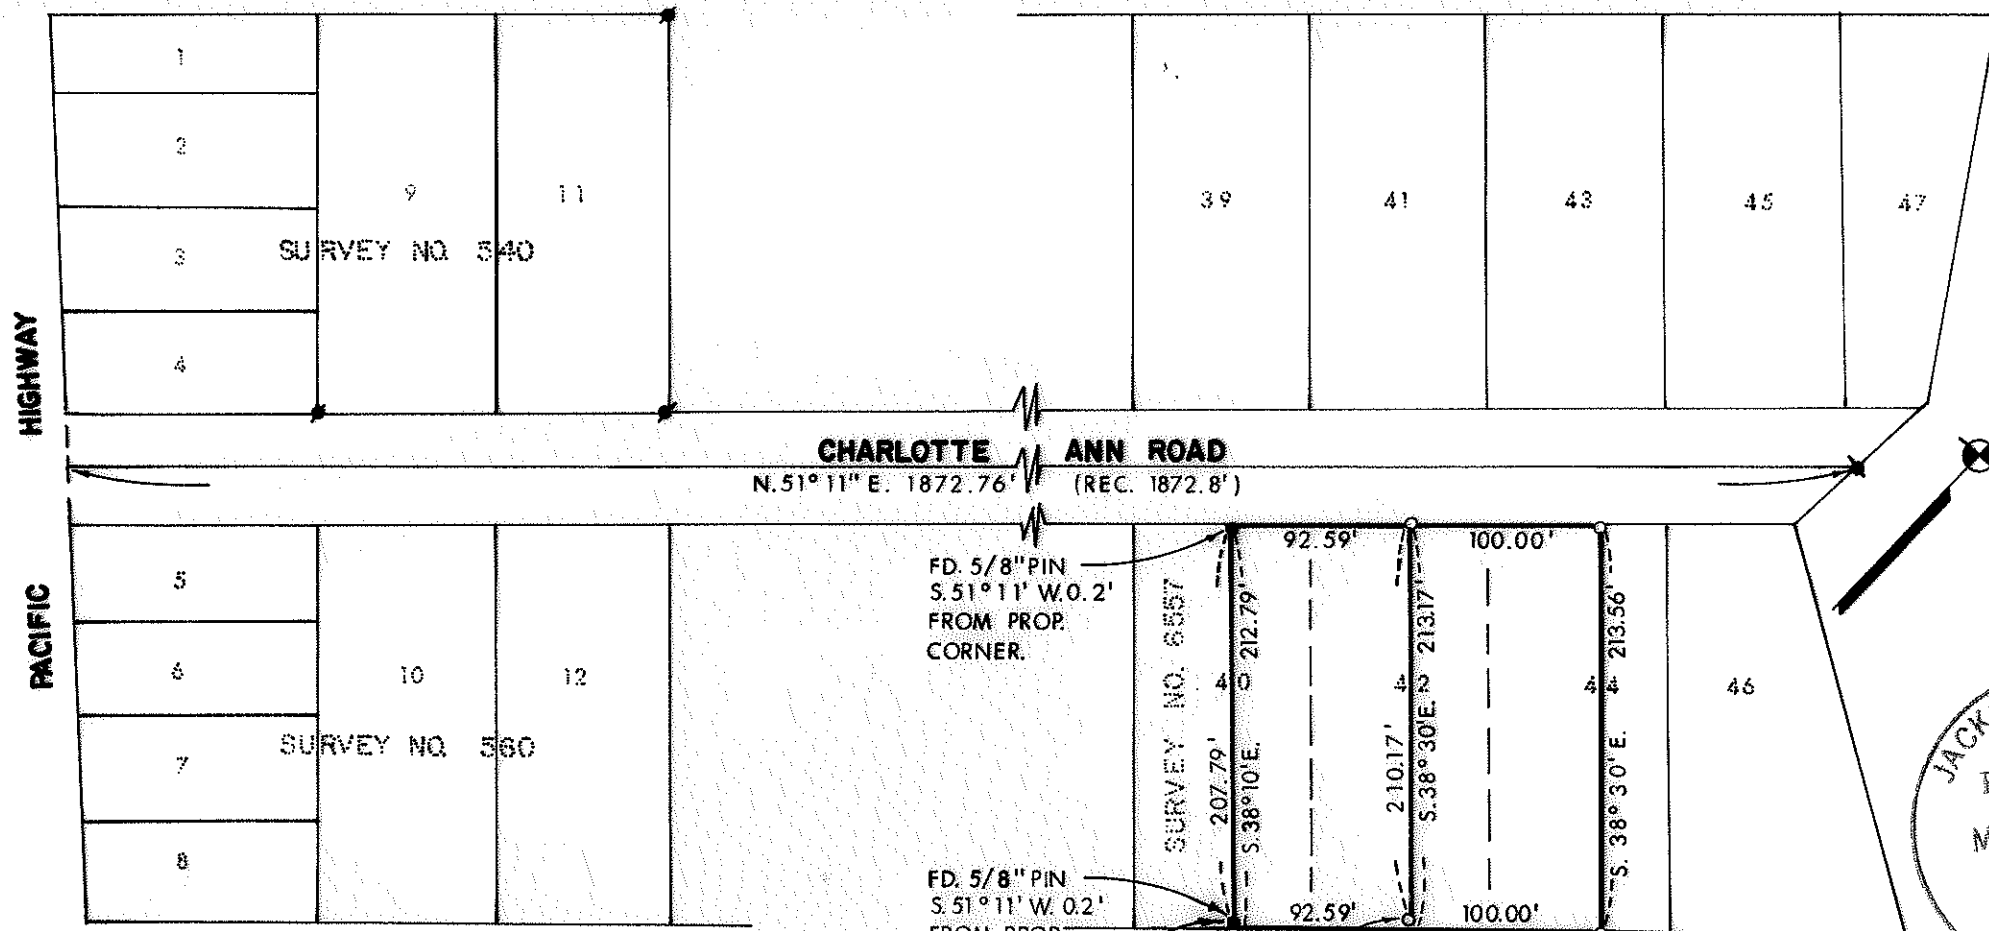 1
2
3
4
9
11
SURVEY NO. 540
39
41
43
45
47
HIGHWAY
PACIFIC
CHARLOTTE ANN ROAD
N.51° 11" E. 1872.76' (REC. 1872.8')
5
6
7
8
10
12
SURVEY NO. 560
FD. 5/8" PIN
S. 51° 11' W. 0.2'
FROM PROP.
CORNER.
SURVEY NO. 8557
92.59'
100.00'
212.79'
213.17'
213.56'
40
42
44
46
207.79'
S.38°10'E.
210.17'
S.38°30'E.
S. 38° 30'E.
FD. 5/8" PIN
S. 51° 11' W. 0.2'
FROM PROP.
92.59'
100.00'
JACK